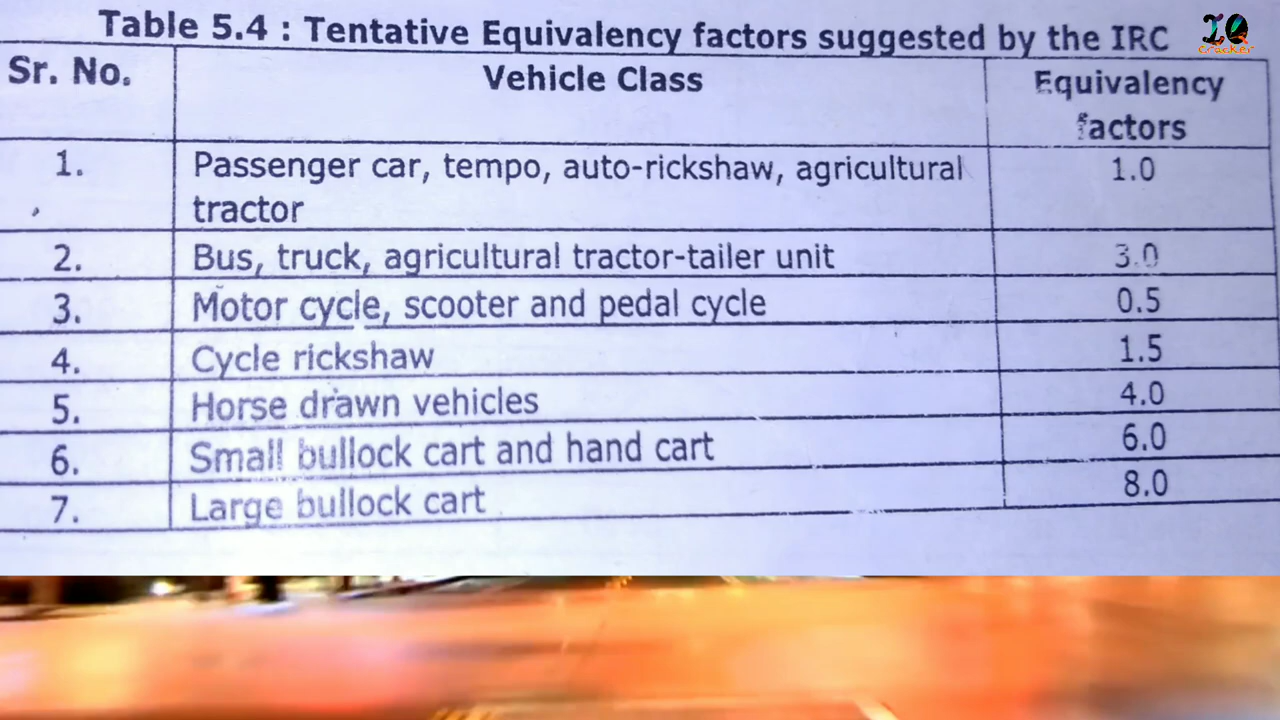 Table 5.4 : Tentative Equivalency factors suggested by the IRC
IQ
Cracker
Sr. No. Vehicle Class Equivalency
factors
1. Passenger car, tempo, auto-rickshaw, agricultural 1.0
tractor
2. Bus, truck, agricultural tractor-tailer unit 3.0
3. Motor cycle, scooter and pedal cycle 0.5
4. Cycle rickshaw 1.5
5. Horse drawn vehicles 4.0
6. Small bullock cart and hand cart 6.0
7. Large bullock cart 8.0